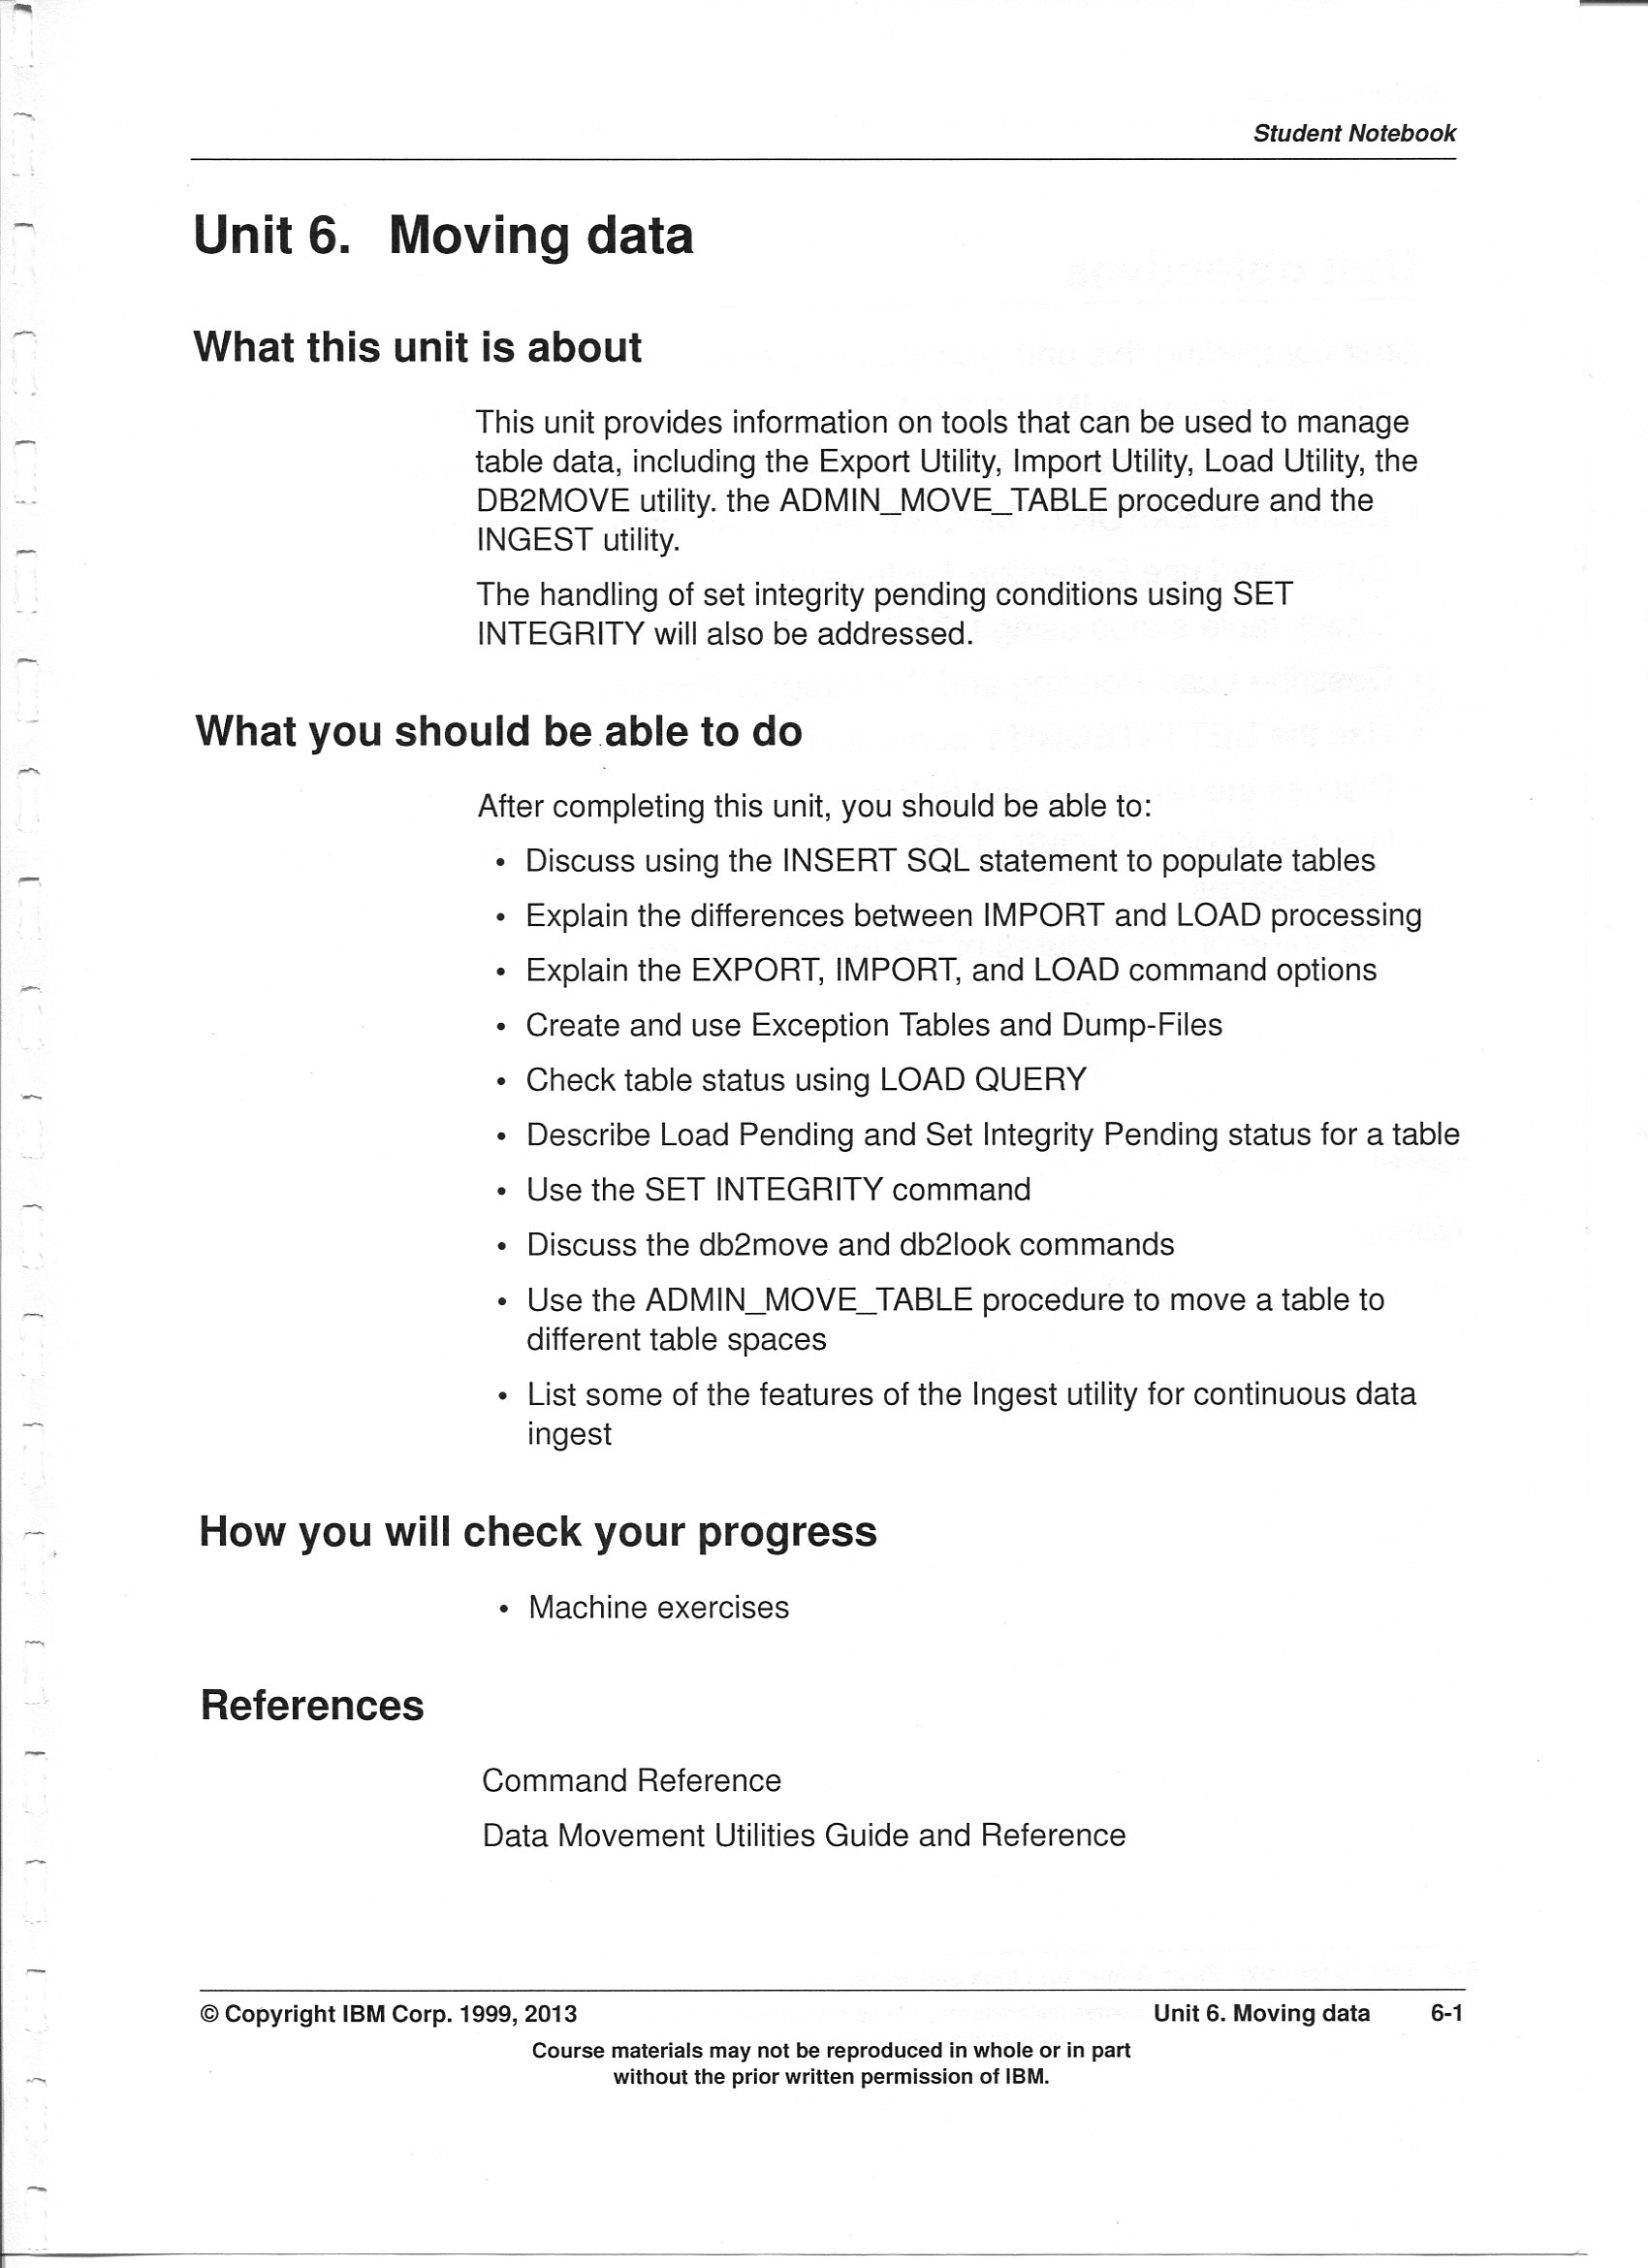 Student Notebook
Unit 6. Moving data
What this unit is about
This unit provides information on tools that can be used to manage
table data, including the Export Utility, Import Utility, Load Utility, the
DB2MOVE utility. the ADMIN_MOVE_TABLE procedure and the
INGEST utility.
The handling of set integrity pending conditions using SET
INTEGRITY will also be addressed.
What you should be able to do
After completing this unit, you should be able to:
• Discuss using the INSERT SQL statement to populate tables
• Explain the differences between IMPORT and LOAD processing
• Explain the EXPORT, IMPORT, and LOAD command options
• Create and use Exception Tables and Dump-Files
• Check table status using LOAD QUERY
• Describe Load Pending and Set Integrity Pending status for a table
• Use the SET INTEGRITY command
• Discuss the db2move and db2look commands
• Use the ADMIN_MOVE_TABLE procedure to move a table to
different table spaces
• List some of the features of the Ingest utility for continuous data
ingest
How you will check your progress
• Machine exercises
References
Command Reference
Data Movement Utilities Guide and Reference
© Copyright IBM Corp. 1999, 2013 Unit 6. Moving data 6-1
Course materials may not be reproduced in whole or in part
without the prior written permission of IBM.